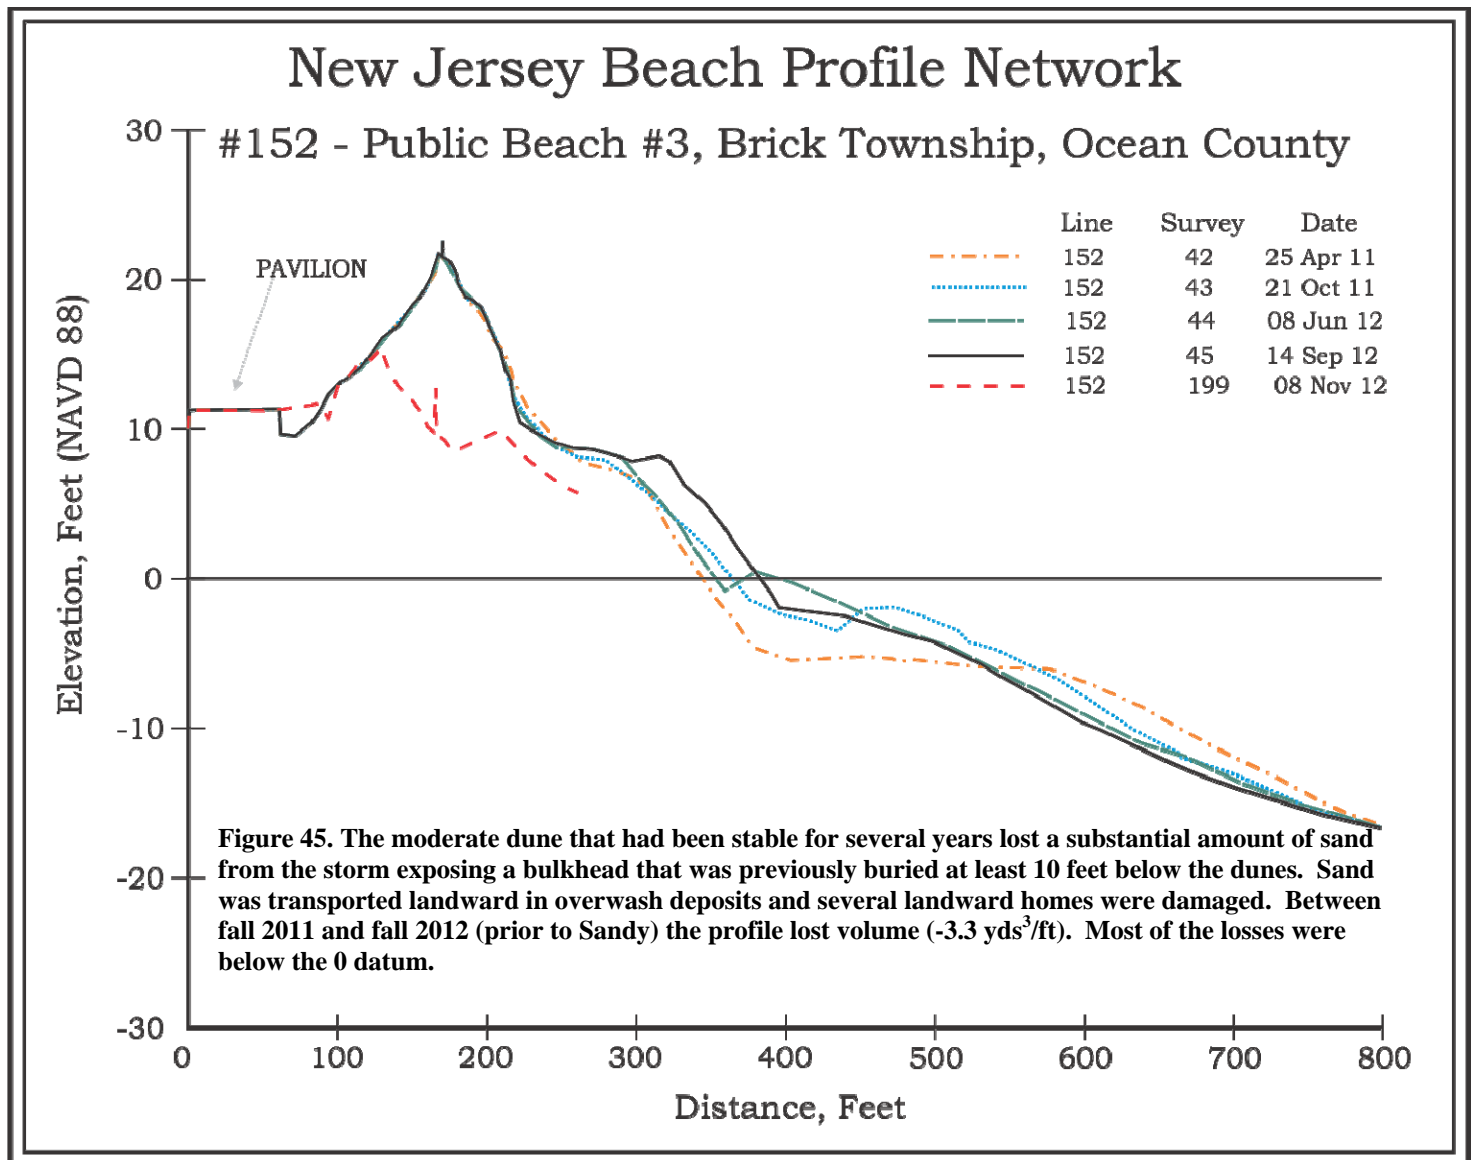 New Jersey Beach Profile Network
#152 - Public Beach #3, Brick Township, Ocean County
Line Survey Date
152 42 25 Apr 11
152 43 21 Oct 11
152 44 08 Jun 12
152 45 14 Sep 12
152 199 08 Nov 12
PAVILION
Elevation, Feet (NAVD 88)
30
20
10
0
-10
-20
-30
Figure 45. The moderate dune that had been stable for several years lost a substantial amount of sand
from the storm exposing a bulkhead that was previously buried at least 10 feet below the dunes. Sand
was transported landward in overwash deposits and several landward homes were damaged. Between
fall 2011 and fall 2012 (prior to Sandy) the profile lost volume (-3.3 yds³/ft). Most of the losses were
below the 0 datum.
0 100 200 300 400 500 600 700 800
Distance, Feet